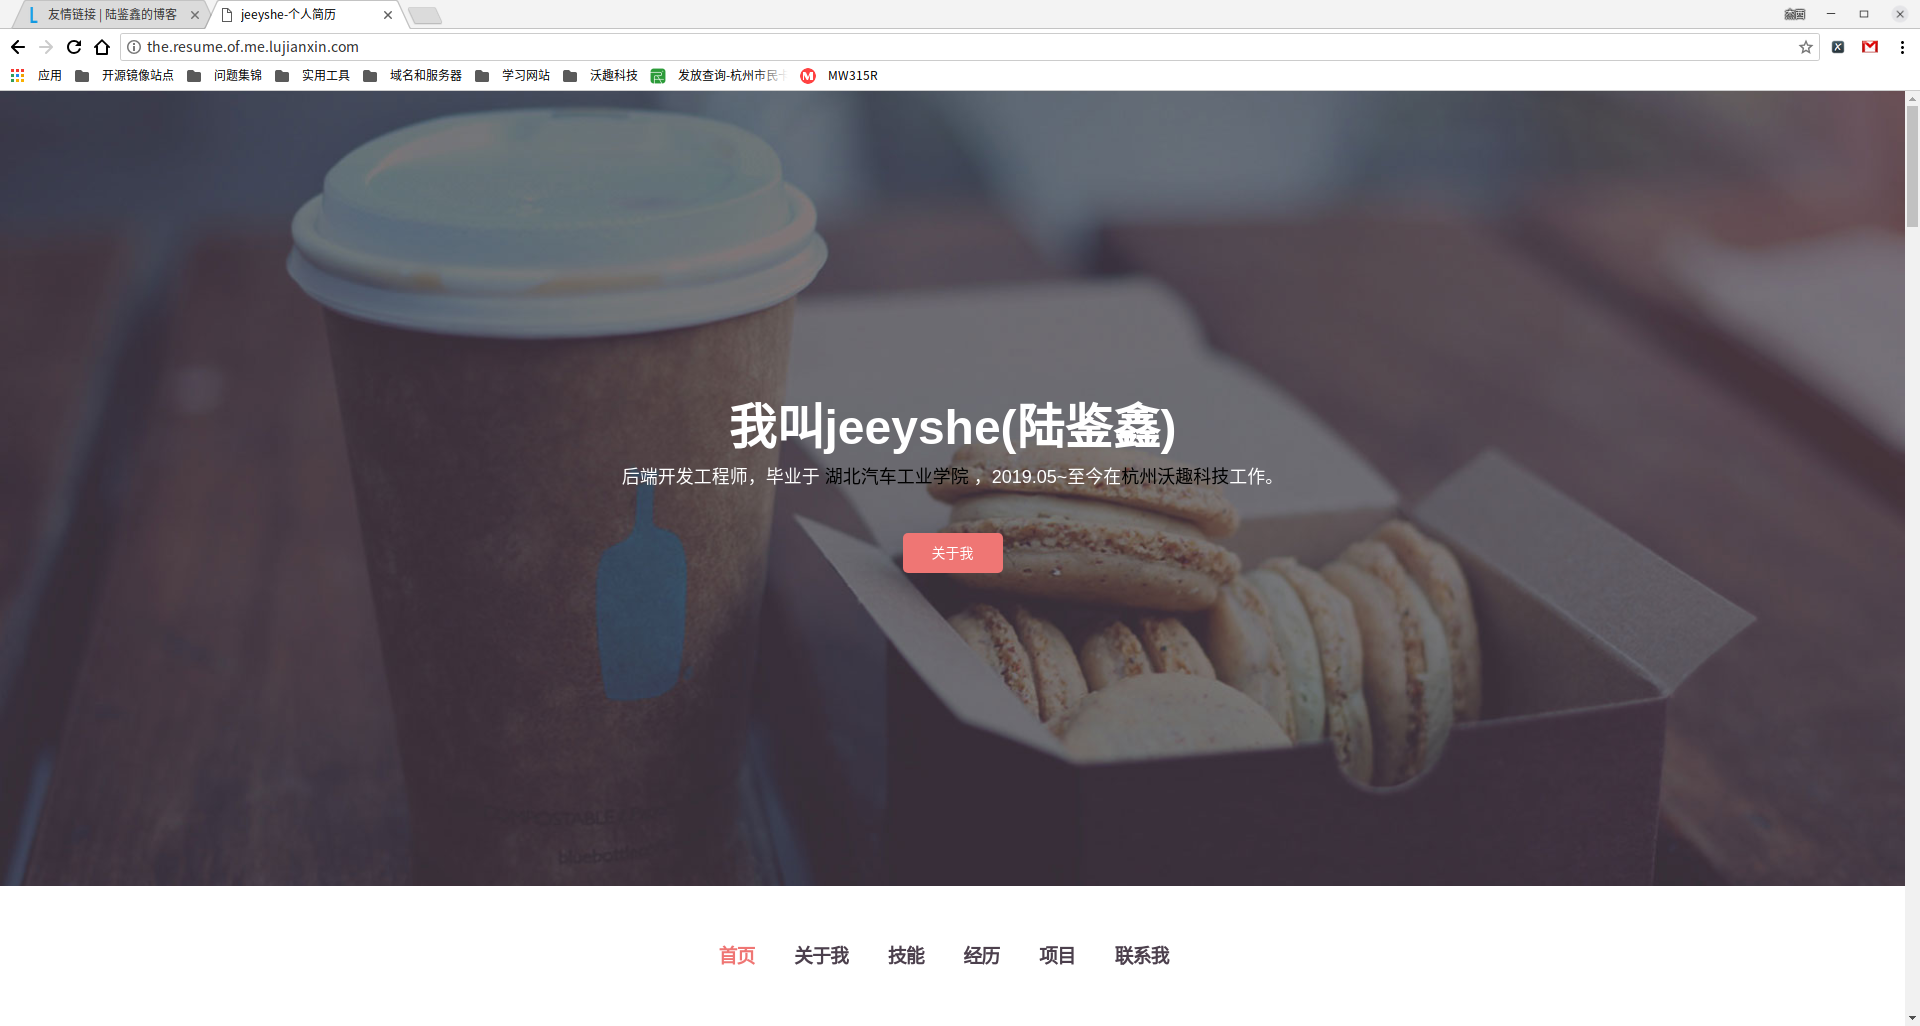 友情链接 | 陆鉴鑫的博客
jeeyshe-个人简历
the.resume.of.me.lujianxin.com
应用 开源镜像站点 问题集锦 实用工具 域名和服务器 学习网站 沃趣科技 发放查询-杭州市民卡 MW315R
我叫jeeyshe(陆鉴鑫)
后端开发工程师，毕业于 湖北汽车工业学院 ，2019.05~至今在杭州沃趣科技工作。
关于我
COMPOSTABLE
bluebottle
首页 关于我 技能 经历 项目 联系我